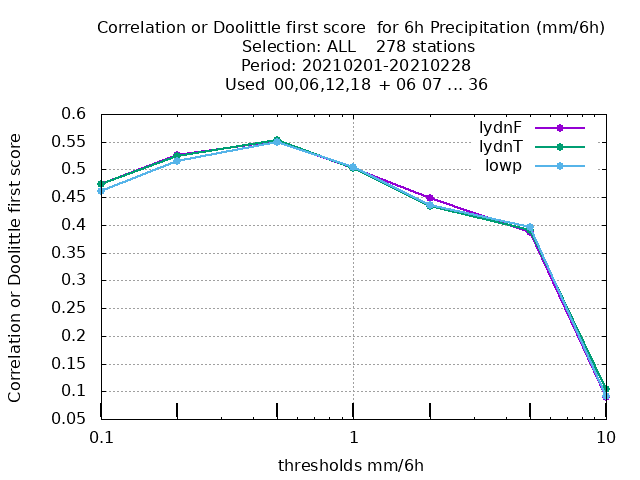 Correlation or Doolittle first score  for 6h Precipitation (mm/6h)
Selection: ALL    278 stations
Period: 20210201-20210228
Used  00,06,12,18  + 06 07 ... 36
lydnF
lydnT
lowp
0.6
0.55
0.5
0.45
0.4
0.35
0.3
0.25
0.2
0.15
0.1
0.05
Correlation or Doolittle first score
0.1
1
10
thresholds mm/6h